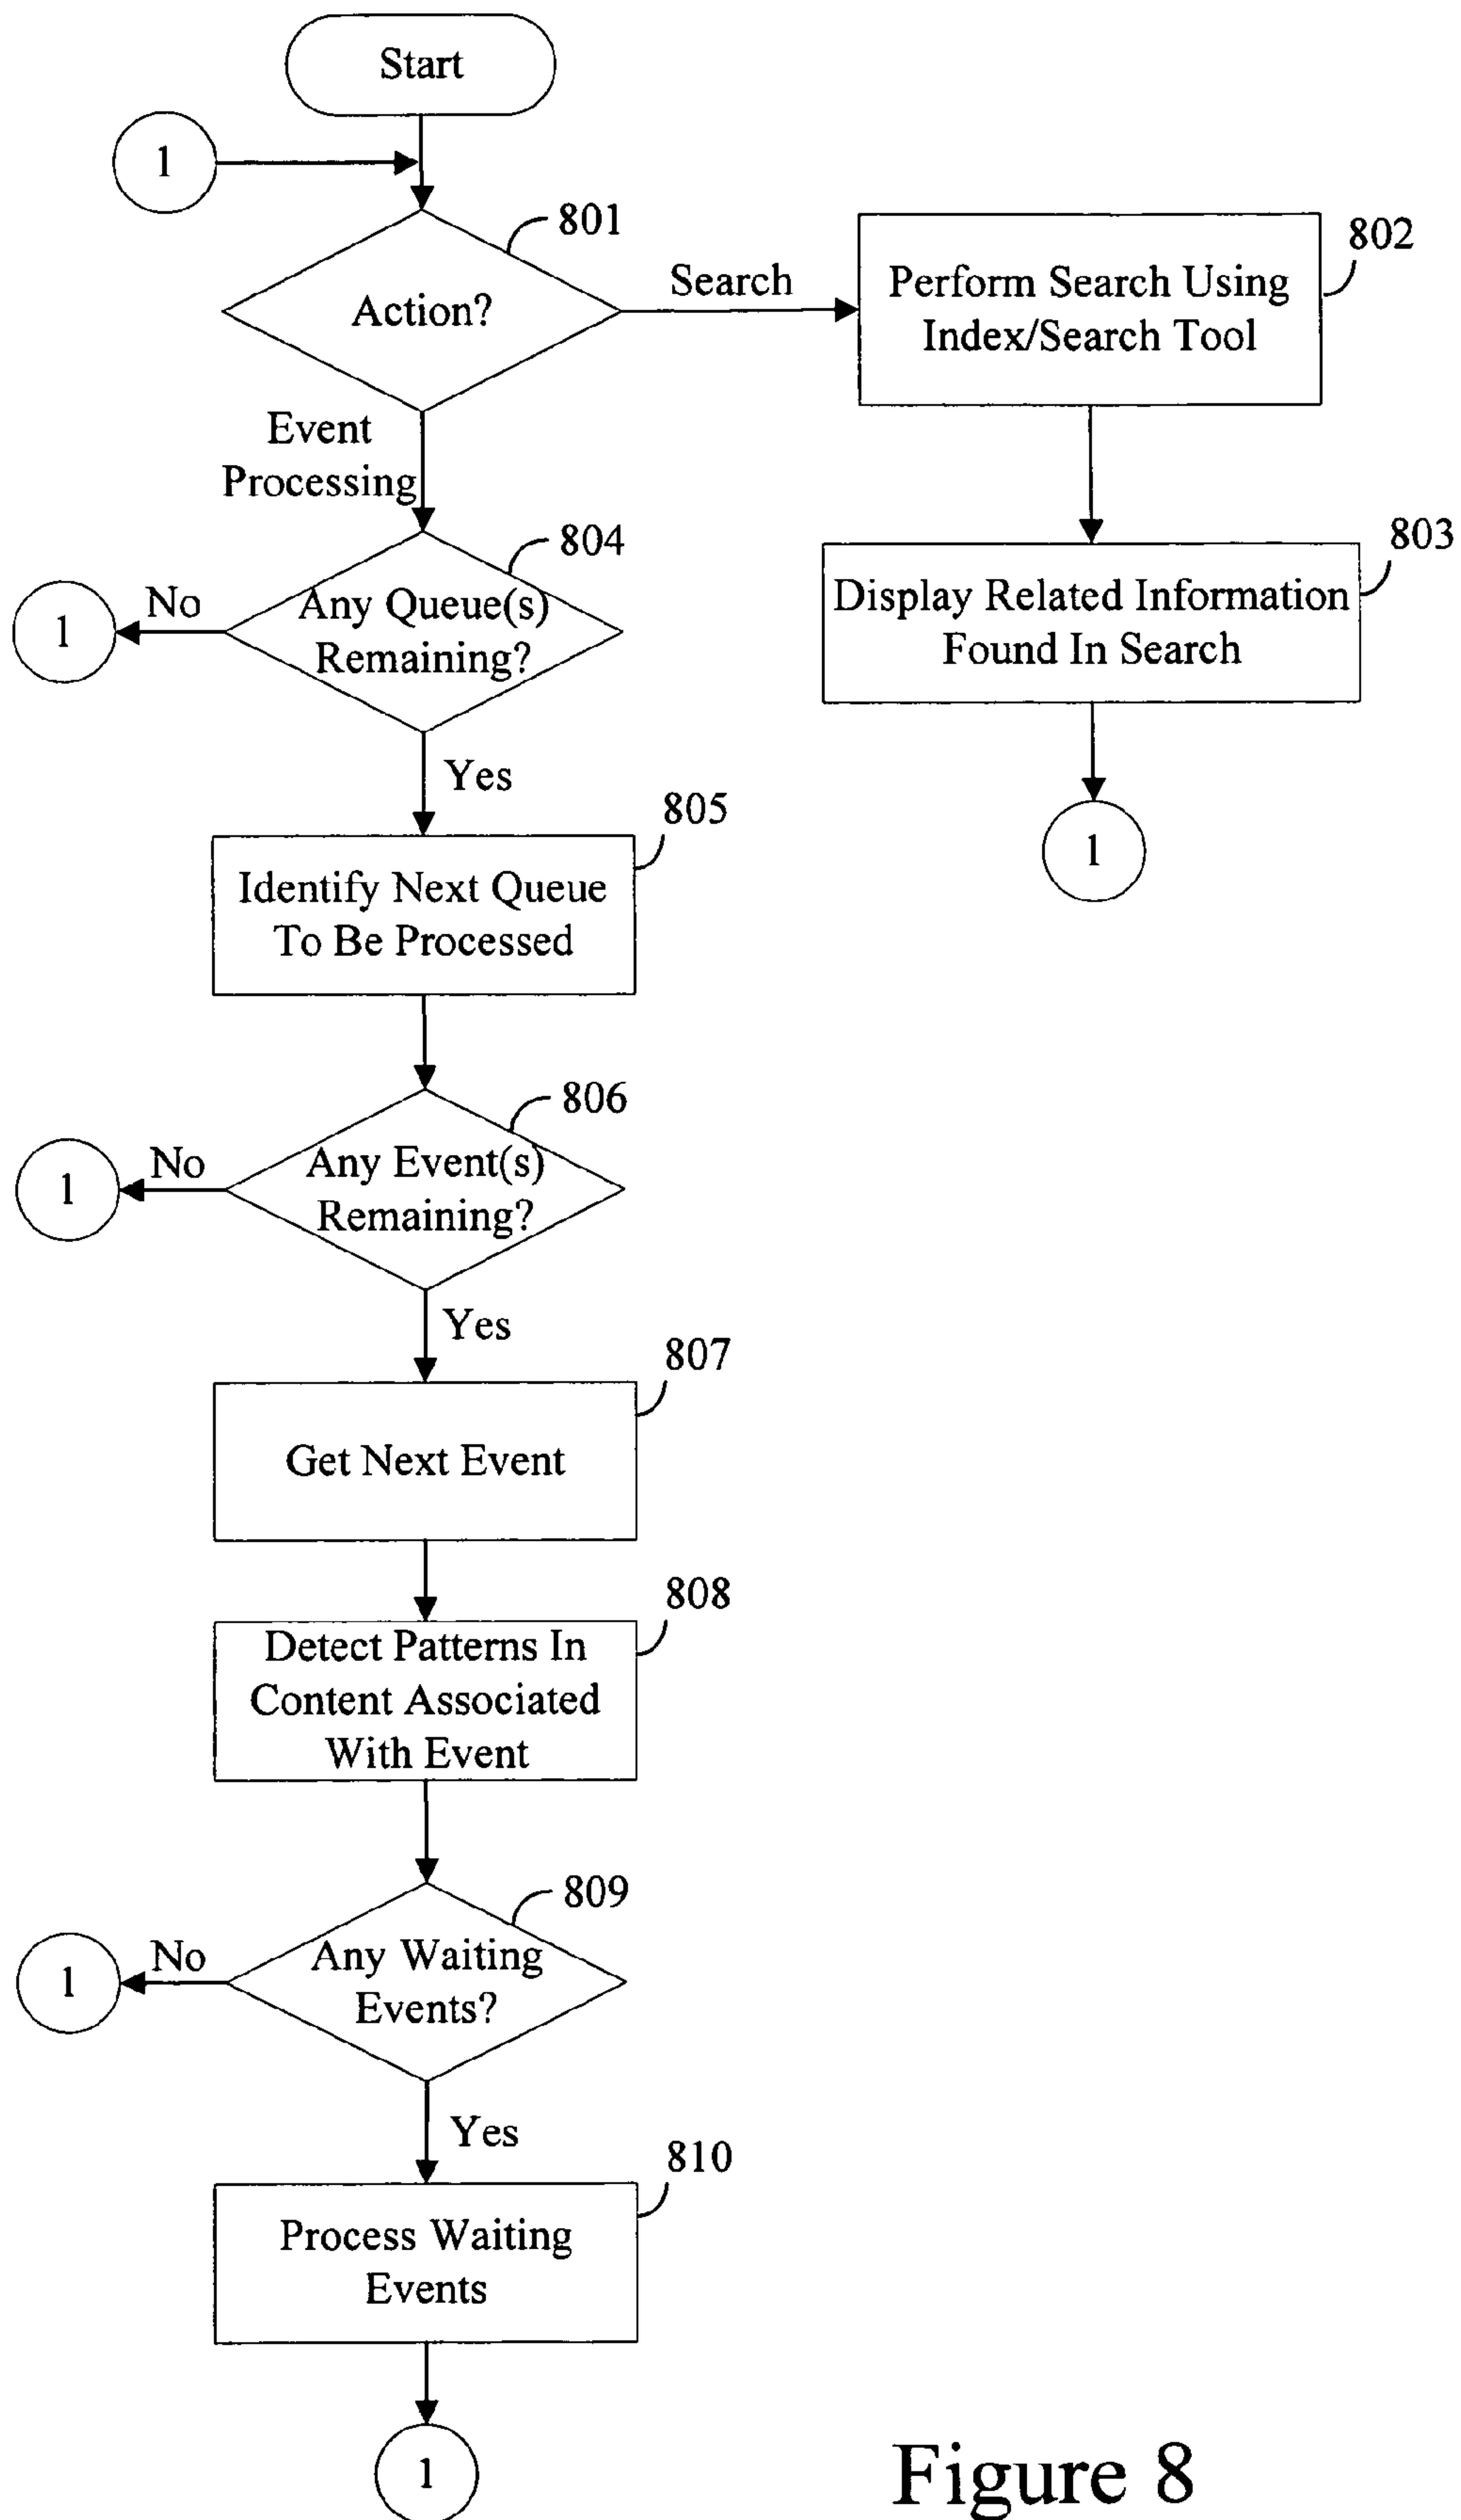 Start
1
801
Action?
Search
802
Perform Search Using
Index/Search Tool
Event
Processing
804
Any Queue(s)
Remaining?
No
1
803
Display Related Information
Found In Search
Yes
1
805
Identify Next Queue
To Be Processed
806
Any Event(s)
Remaining?
No
1
Yes
807
Get Next Event
808
Detect Patterns In
Content Associated
With Event
809
Any Waiting
Events?
No
1
Yes
810
Process Waiting
Events
1
Figure 8